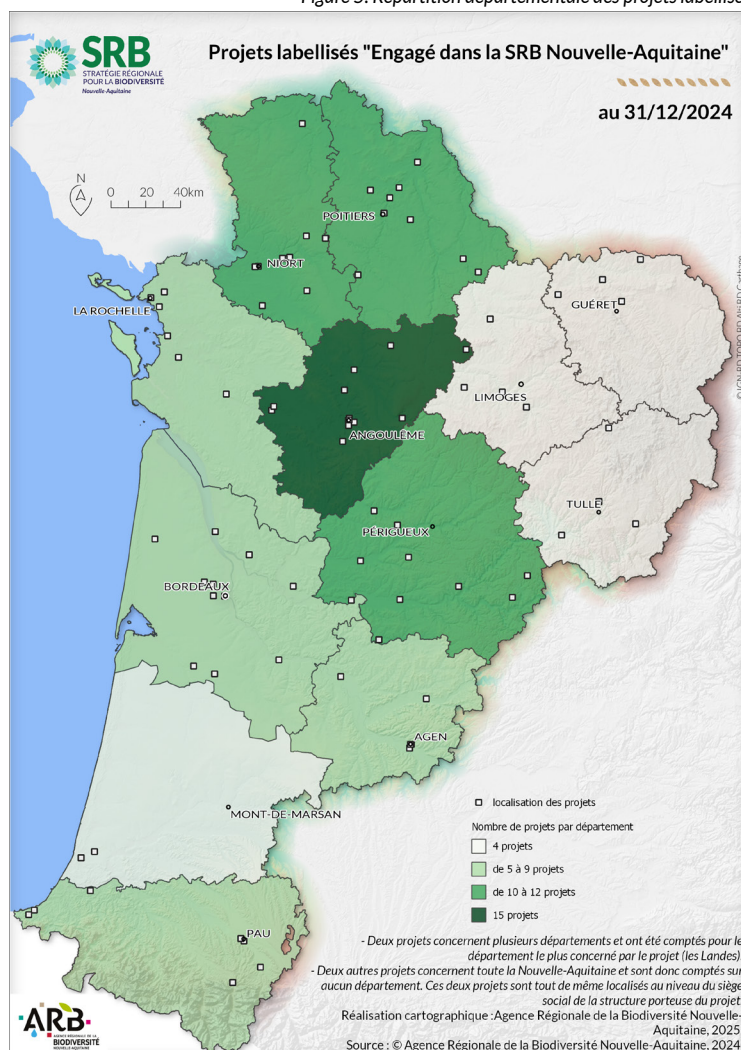 Figure 5: Répartition départementale des projets labellisé
SRB
STRATÉGIE RÉGIONALE
POUR LA BIODIVERSITÉ
Nouvelle-Aquitaine
Projets labellisés "Engagé dans la SRB Nouvelle-Aquitaine"
au 31/12/2024
N
0 20 40km
POITIERS
NIORT
LA ROCHELLE
GUÉRET
LIMOGES
ANGOULÊME
TULLE
PÉRIGUEUX
BORDEAUX
AGEN
MONT-DE-MARSAN
PAU
localisation des projets
Nombre de projets par département
4 projets
de 5 à 9 projets
de 10 à 12 projets
15 projets
- Deux projets concernent plusieurs départements et ont été comptés pour le
département le plus concerné par le projet (les Landes)
- Deux autres projets concernent toute la Nouvelle-Aquitaine et sont donc comptés sur
aucun département. Ces deux projets sont tout de même localisés au niveau du siège
social de la structure porteuse du projet
Réalisation cartographique :Agence Régionale de la Biodiversité Nouvelle-
Aquitaine, 2025
Source : © Agence Régionale de la Biodiversité Nouvelle-Aquitaine, 2024
ARB
AGENCE RÉGIONALE DE LA
BIODIVERSITÉ
NOUVELLE-AQUITAINE